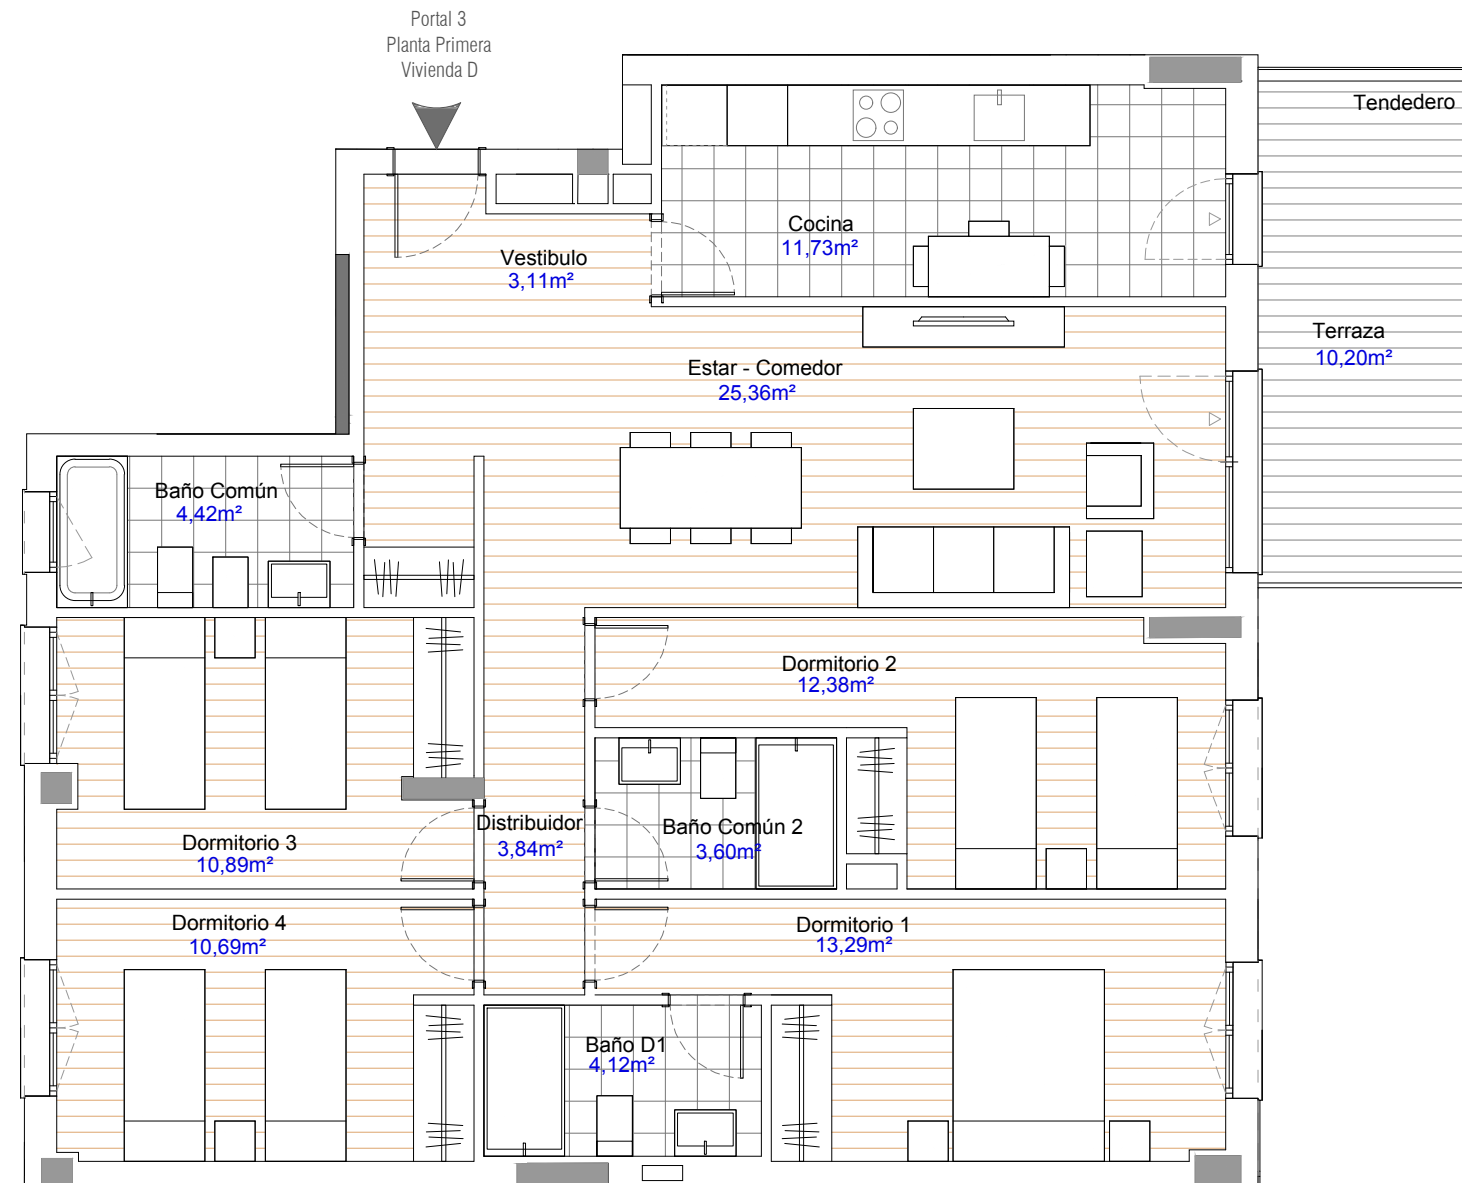 Portal 3
Planta Primera
Vivienda D
Tendedero
Cocina
11,73m²
Vestibulo
3,11m²
Terraza
10,20m²
Estar - Comedor
25,36m²
Baño Común
4,42m²
Dormitorio 2
12,38m²
Distribuidor
3,84m²
Baño Común 2
3,60m²
Dormitorio 3
10,89m²
Dormitorio 4
10,69m²
Dormitorio 1
13,29m²
Baño D1
4,12m²